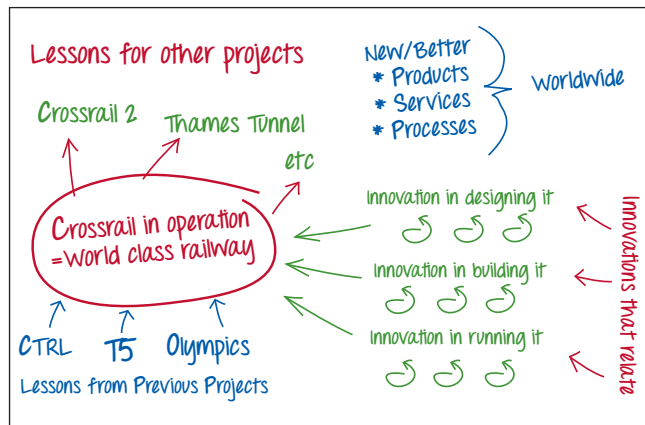 Lessons for other projects
Crossrail 2
Thames Tunnel
etc
Crossrail in operation
=World class railway
CTRL
T5
Olympics
Lessons from Previous Projects
New/Better
* Products
* Services
* Processes
Worldwide
Innovation in designing it
Innovation in building it
Innovation in running it
Innovations that relate